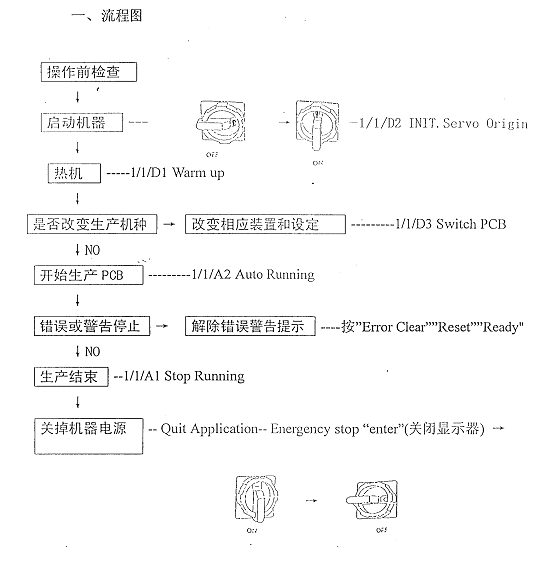 一、流程图
操作前检查
启动机器 --- → --1/1/D2 INIT.Servo Origin
OFF ON
热机 -----1/1/D1 Warm up
是否改变生产机种 → 改变相应装置和设定 ---------1/1/D3 Switch PCB
↓ NO
开始生产 PCB ---------1/1/A2 Auto Running
错误或警告停止 → 解除错误警告提示 ----按"Error Clear""Reset""Ready"
↓ NO
生产结束 --1/1/A1 Stop Running
关掉机器电源 -- Quit Application-- Emergency stop “enter”(关闭显示器) →
OFF